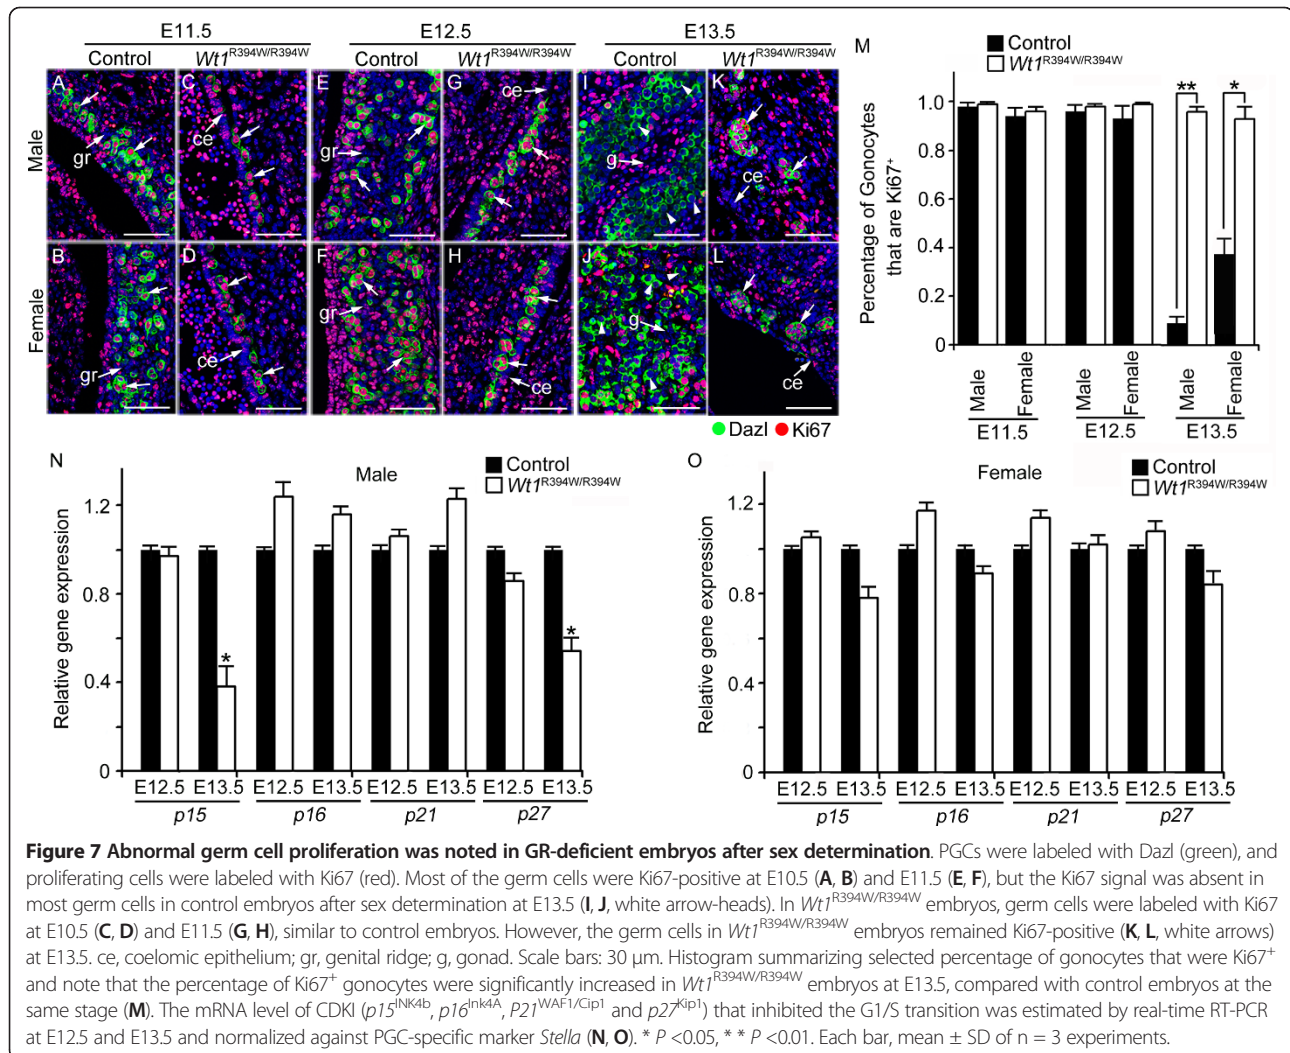 E11.5 E12.5 E13.5
Control Wt1R394W/R394W Control Wt1R394W/R394W Control Wt1R394W/R394W
Male
A gr
C ce
E gr
G ce
I g
K ce
Female
B gr
D ce
F gr
H ce
J g
L ce
Dazl Ki67
M
Control
Wt1R394W/R394W
Percentage of Gonocytes
that are Ki67+
** *
1.0
0.8
0.6
0.4
0.2
0
Male Female Male Female Male Female
E11.5 E12.5 E13.5
N
Male
Control
Wt1R394W/R394W
Relative gene expression
1.2
0.8
0.4
0
* *
E12.5 E13.5 E12.5 E13.5 E12.5 E13.5 E12.5 E13.5
p15 p16 p21 p27
O
Female
Control
Wt1R394W/R394W
Relative gene expression
1.2
0.8
0.4
0
E12.5 E13.5 E12.5 E13.5 E12.5 E13.5 E12.5 E13.5
p15 p16 p21 p27
Figure 7 Abnormal germ cell proliferation was noted in GR-deficient embryos after sex determination. PGCs were labeled with Dazl (green), and
proliferating cells were labeled with Ki67 (red). Most of the germ cells were Ki67-positive at E10.5 (A, B) and E11.5 (E, F), but the Ki67 signal was absent in
most germ cells in control embryos after sex determination at E13.5 (I, J, white arrow-heads). In Wt1R394W/R394W embryos, germ cells were labeled with Ki67
at E10.5 (C, D) and E11.5 (G, H), similar to control embryos. However, the germ cells in Wt1R394W/R394W embryos remained Ki67-positive (K, L, white arrows)
at E13.5. ce, coelomic epithelium; gr, genital ridge; g, gonad. Scale bars: 30 μm. Histogram summarizing selected percentage of gonocytes that were Ki67+
and note that the percentage of Ki67+ gonocytes were significantly increased in Wt1R394W/R394W embryos at E13.5, compared with control embryos at the
same stage (M). The mRNA level of CDKI (p15INK4b, p16Ink4A, P21WAF1/Cip1 and p27Kip1) that inhibited the G1/S transition was estimated by real-time RT-PCR
at E12.5 and E13.5 and normalized against PGC-specific marker Stella (N, O). * P <0.05, * * P <0.01. Each bar, mean ± SD of n = 3 experiments.